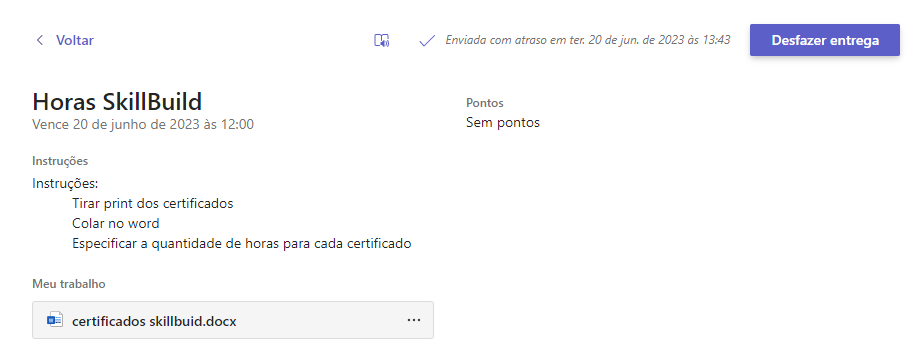 Voltar
Enviada com atraso em ter. 20 de jun. de 2023 às 13:43
Desfazer entrega
Horas SkillBuild
Vence 20 de junho de 2023 às 12:00
Pontos
Sem pontos
Instruções
Instruções:
Tirar print dos certificados
Colar no word
Especificar a quantidade de horas para cada certificado
Meu trabalho
certificados skillbuid.docx